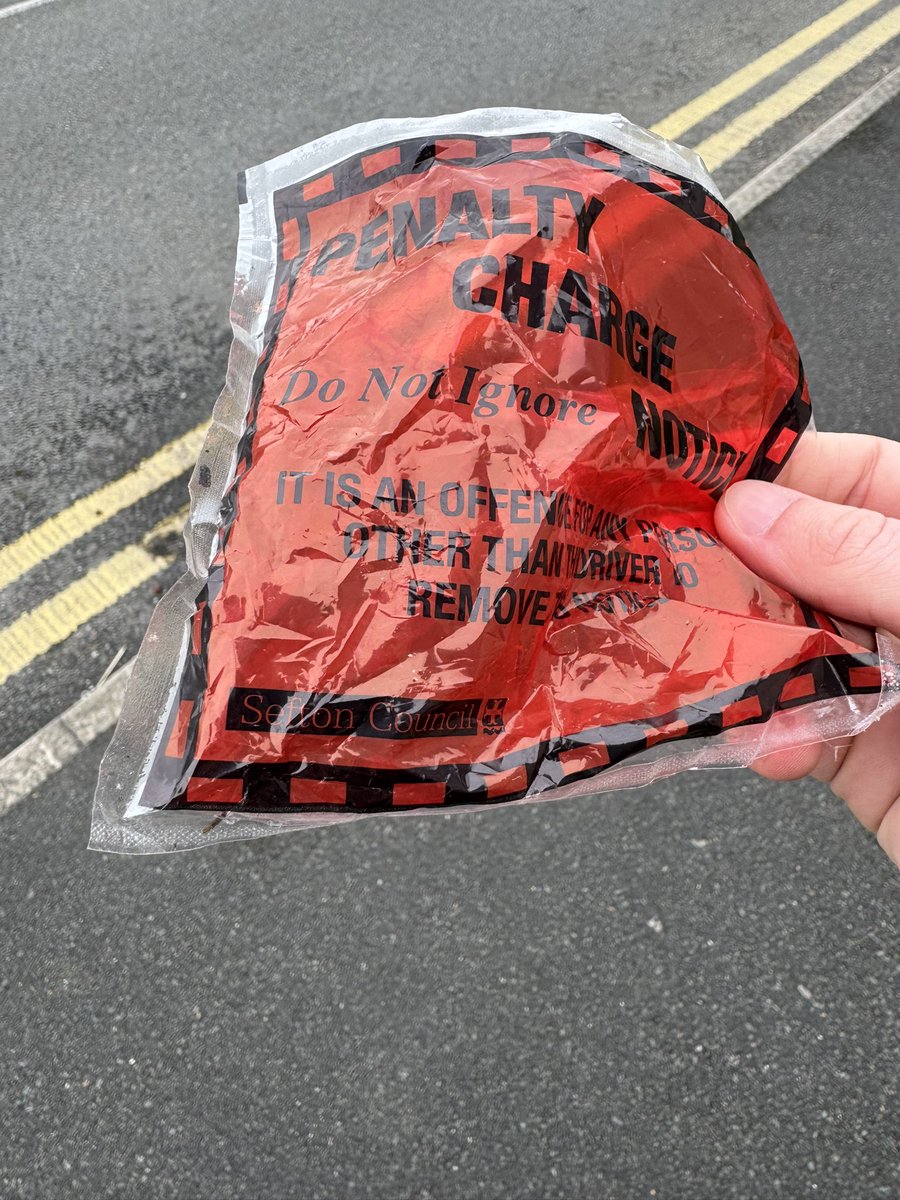 PENALTY
CHARGE
NOTICE
Do Not Ignore
IT IS AN OFFENCE FOR ANY PERSO
OTHER THAN THE DRIVER TO
REMOVE
Sefton Council